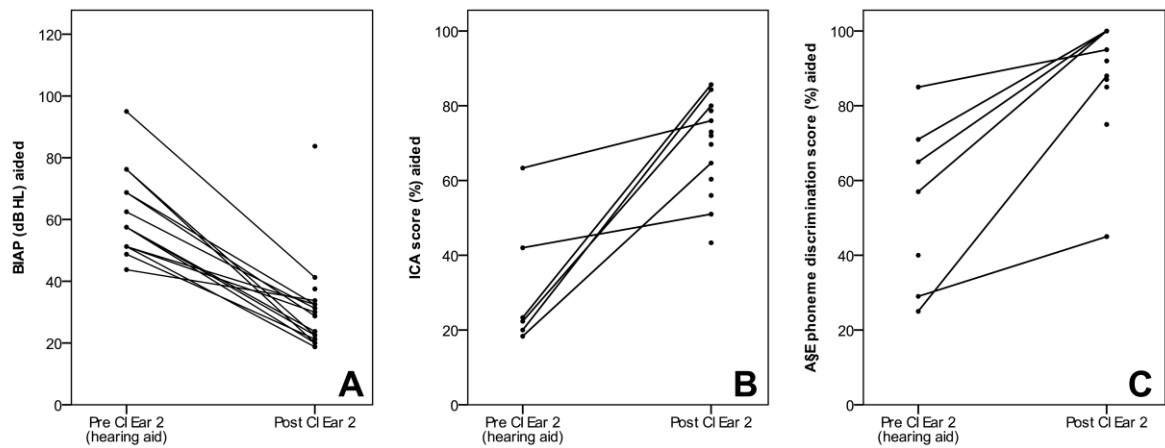 BIAP (dB HL) aided
120
100
80
60
40
20
0
Pre CI Ear 2
(hearing aid)
Post CI Ear 2
A
ICA score (%) aided
100
80
60
40
20
0
Pre CI Ear 2
(hearing aid)
Post CI Ear 2
B
A§E phoneme discrimination score (%) aided
100
80
60
40
20
0
Pre CI Ear 2
(hearing aid)
Post CI Ear 2
C